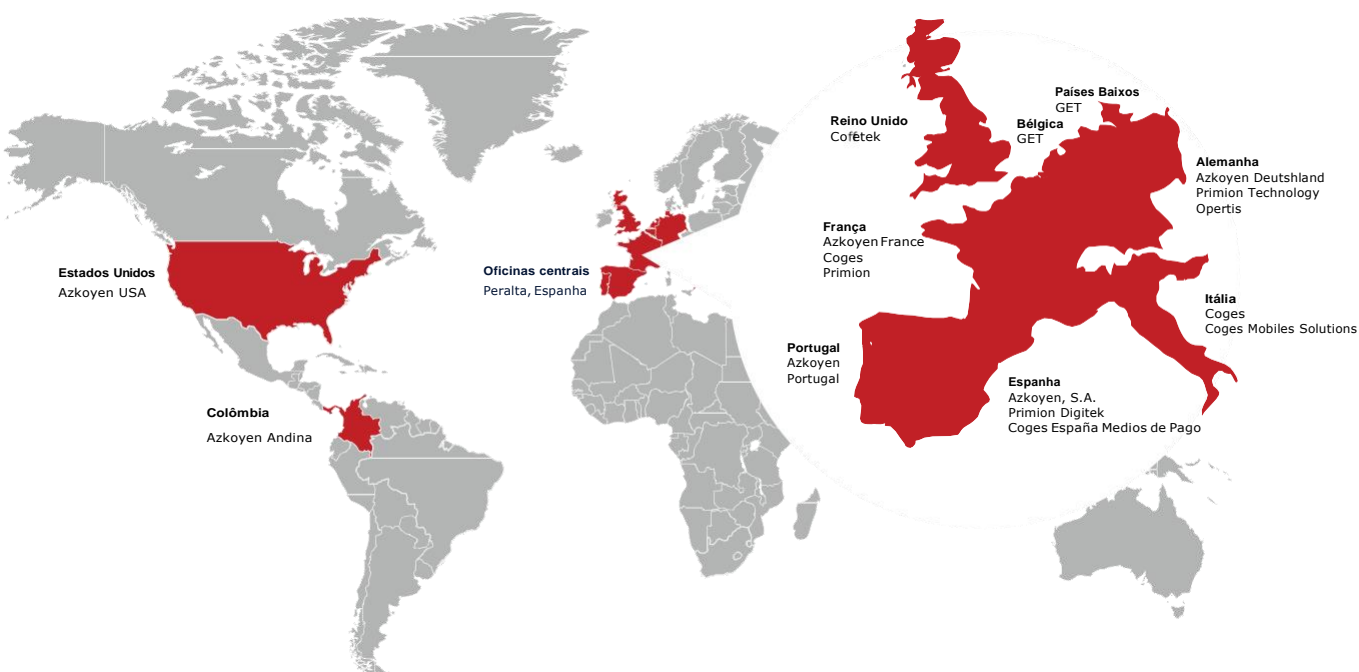 Países Baixos
GET
Reino Unido
Coffetek
Bélgica
GET
Alemanha
Azkoyen Deutshland
Primion Technology
Opertis
França
Azkoyen France
Coges
Primion
Estados Unidos
Azkoyen USA
Oficinas centrais
Peralta, Espanha
Itália
Coges
Coges Mobiles Solutions
Portugal
Azkoyen
Portugal
Espanha
Azkoyen, S.A.
Primion Digitek
Coges España Medios de Pago
Colômbia
Azkoyen Andina